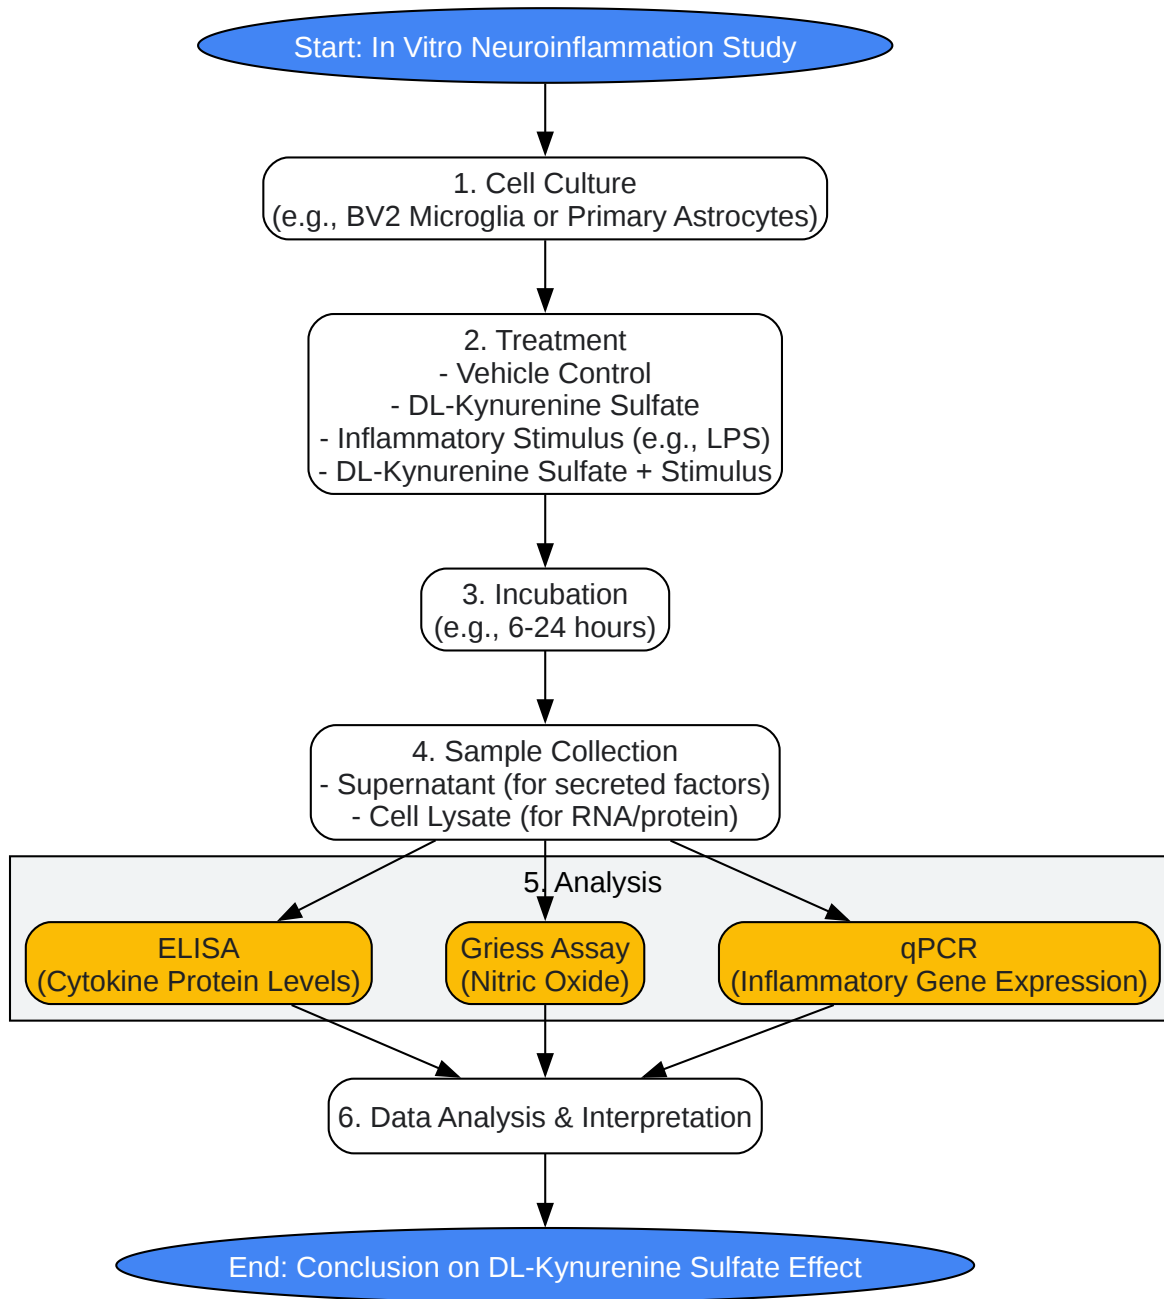 Start: In Vitro Neuroinflammation Study
1. Cell Culture
(e.g., BV2 Microglia or Primary Astrocytes)
2. Treatment
- Vehicle Control
- DL-Kynurenine Sulfate
- Inflammatory Stimulus (e.g., LPS)
- DL-Kynurenine Sulfate + Stimulus
3. Incubation
(e.g., 6-24 hours)
4. Sample Collection
- Supernatant (for secreted factors)
- Cell Lysate (for RNA/protein)
5. Analysis
ELISA
(Cytokine Protein Levels)
Griess Assay
(Nitric Oxide)
qPCR
(Inflammatory Gene Expression)
6. Data Analysis & Interpretation
End: Conclusion on DL-Kynurenine Sulfate Effect